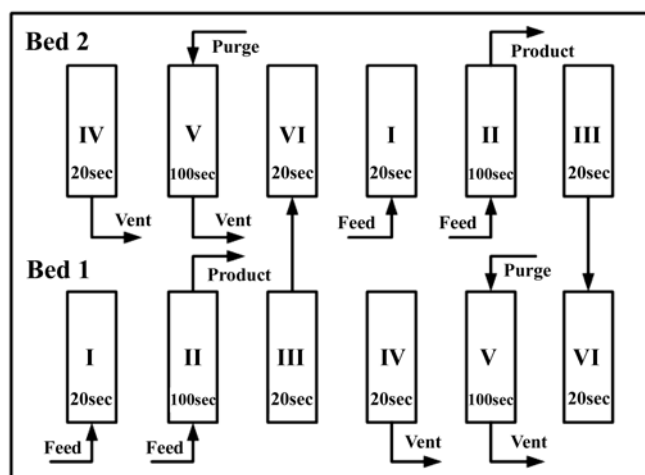 Bed 2
Purge
Product
IV
V
VI
I
II
III
20sec
100sec
20sec
20sec
100sec
20sec
Vent
Vent
Feed
Feed
Bed 1
Product
Purge
I
II
III
IV
V
VI
20sec
100sec
20sec
20sec
100sec
20sec
Feed
Feed
Vent
Vent